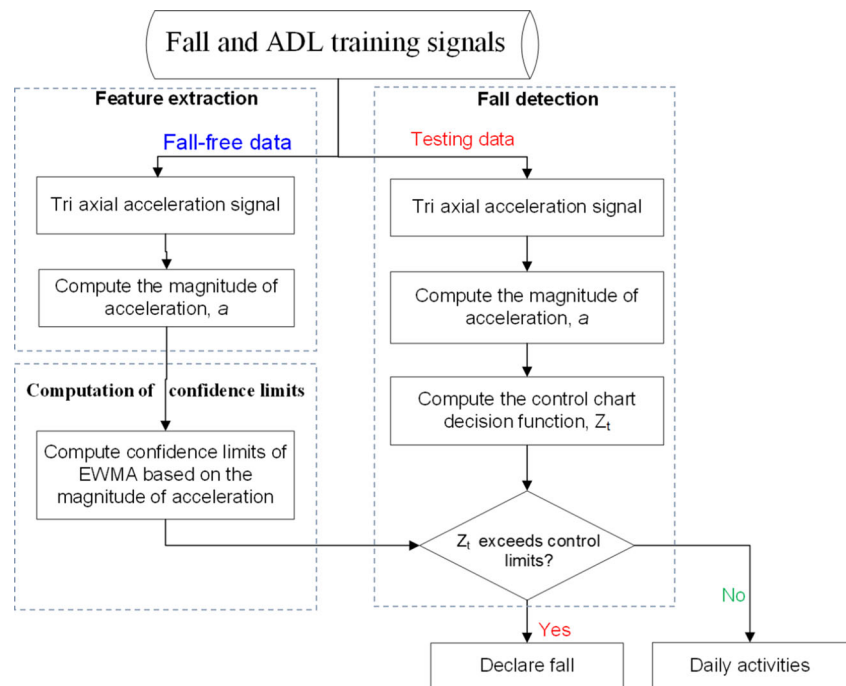 Fall and ADL training signals
Feature extraction
Fall-free data
Tri axial acceleration signal
Compute the magnitude of
acceleration, a
Computation of confidence limits
Compute confidence limits of
EWMA based on the
magnitude of acceleration
Fall detection
Testing data
Tri axial acceleration signal
Compute the magnitude of
acceleration, a
Compute the control chart
decision function, Zₜ
Zₜ exceeds control
limits?
No
Yes
Declare fall
Daily activities